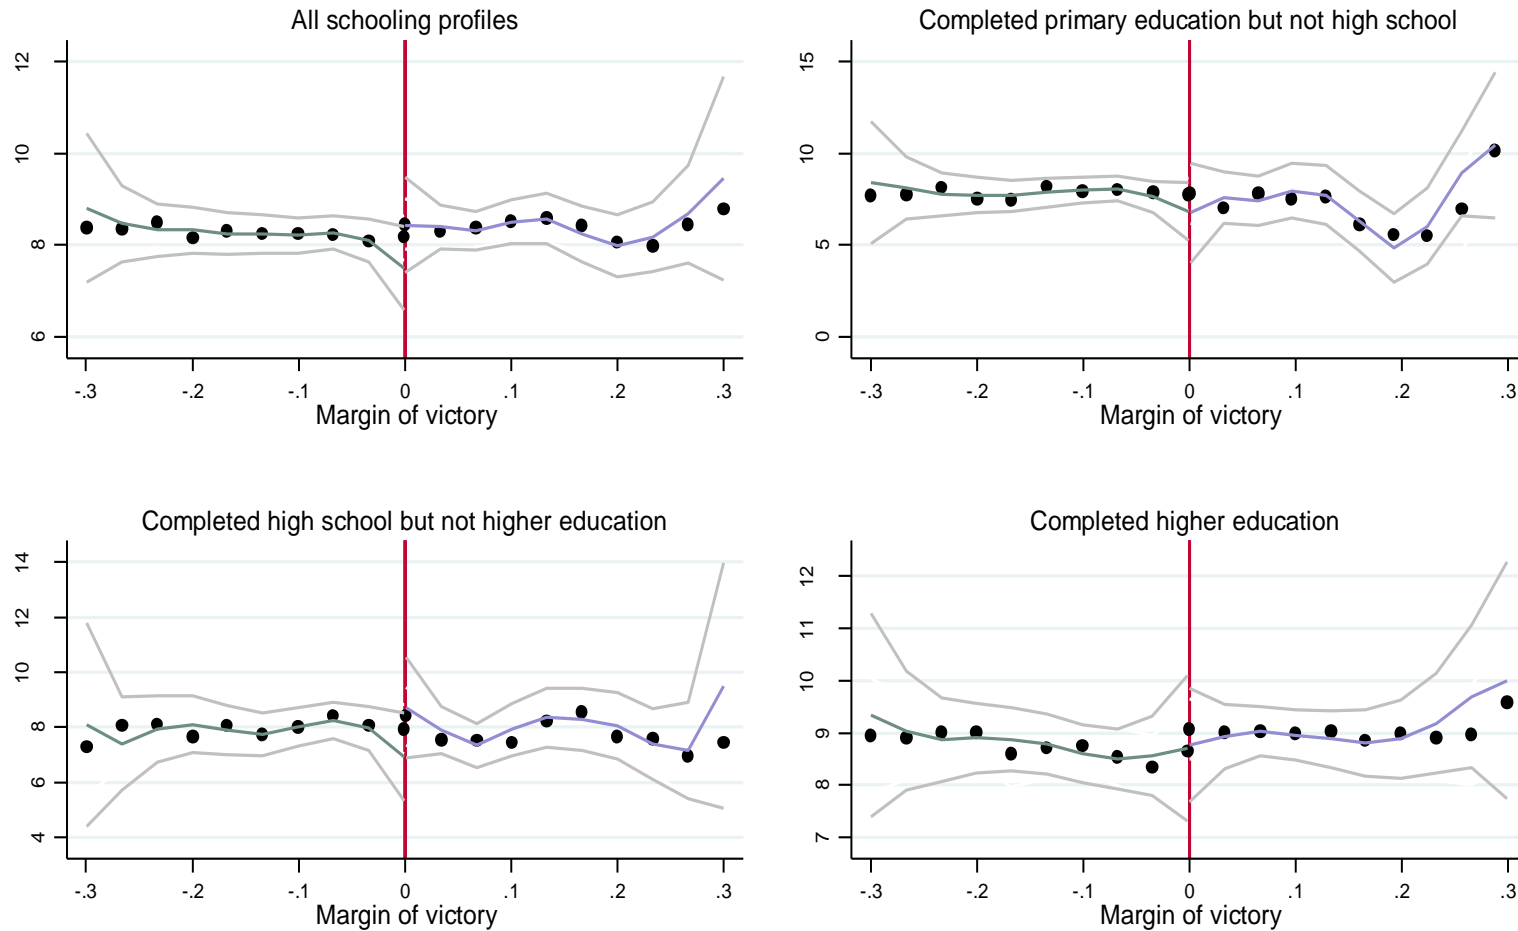 All schooling profiles
12
10
8
6
-.3 -.2 -.1 0 .1 .2 .3
Margin of victory
Completed primary education but not high school
15
10
5
0
-.3 -.2 -.1 0 .1 .2 .3
Margin of victory
Completed high school but not higher education
14
12
10
8
6
4
-.3 -.2 -.1 0 .1 .2 .3
Margin of victory
Completed higher education
12
11
10
9
8
7
-.3 -.2 -.1 0 .1 .2 .3
Margin of victory